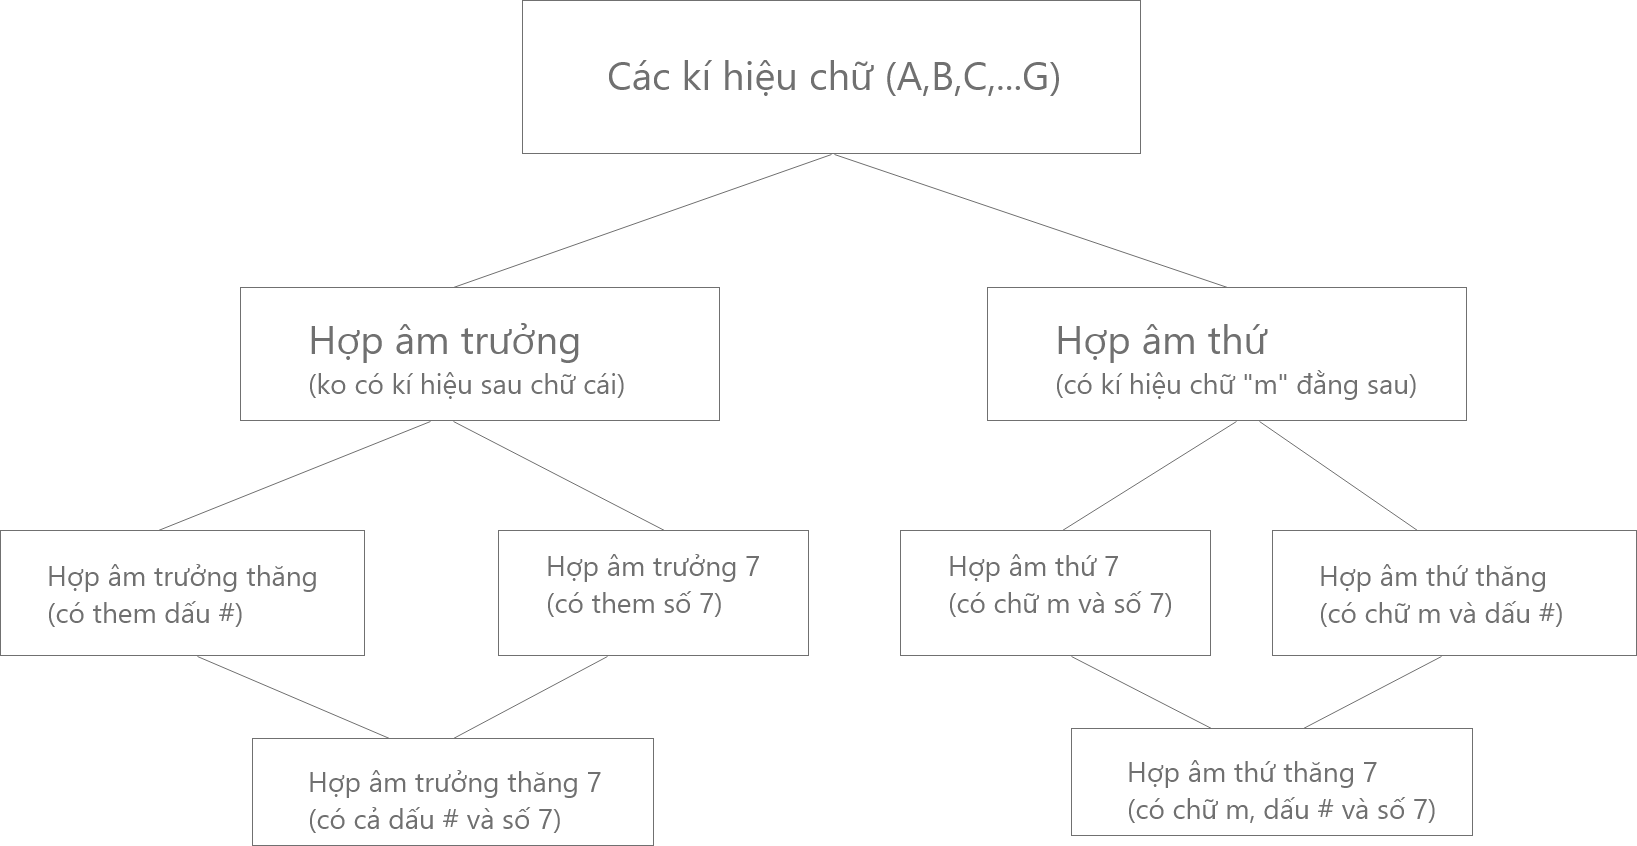 Các kí hiệu chữ (A,B,C,...G)
Hợp âm trưởng
(ko có kí hiệu sau chữ cái)
Hợp âm thứ
(có kí hiệu chữ "m" đằng sau)
Hợp âm trưởng thăng
(có them dấu #)
Hợp âm trưởng 7
(có them số 7)
Hợp âm thứ 7
(có chữ m và số 7)
Hợp âm thứ thăng
(có chữ m và dấu #)
Hợp âm trưởng thăng 7
(có cả dấu # và số 7)
Hợp âm thứ thăng 7
(có chữ m, dấu # và số 7)